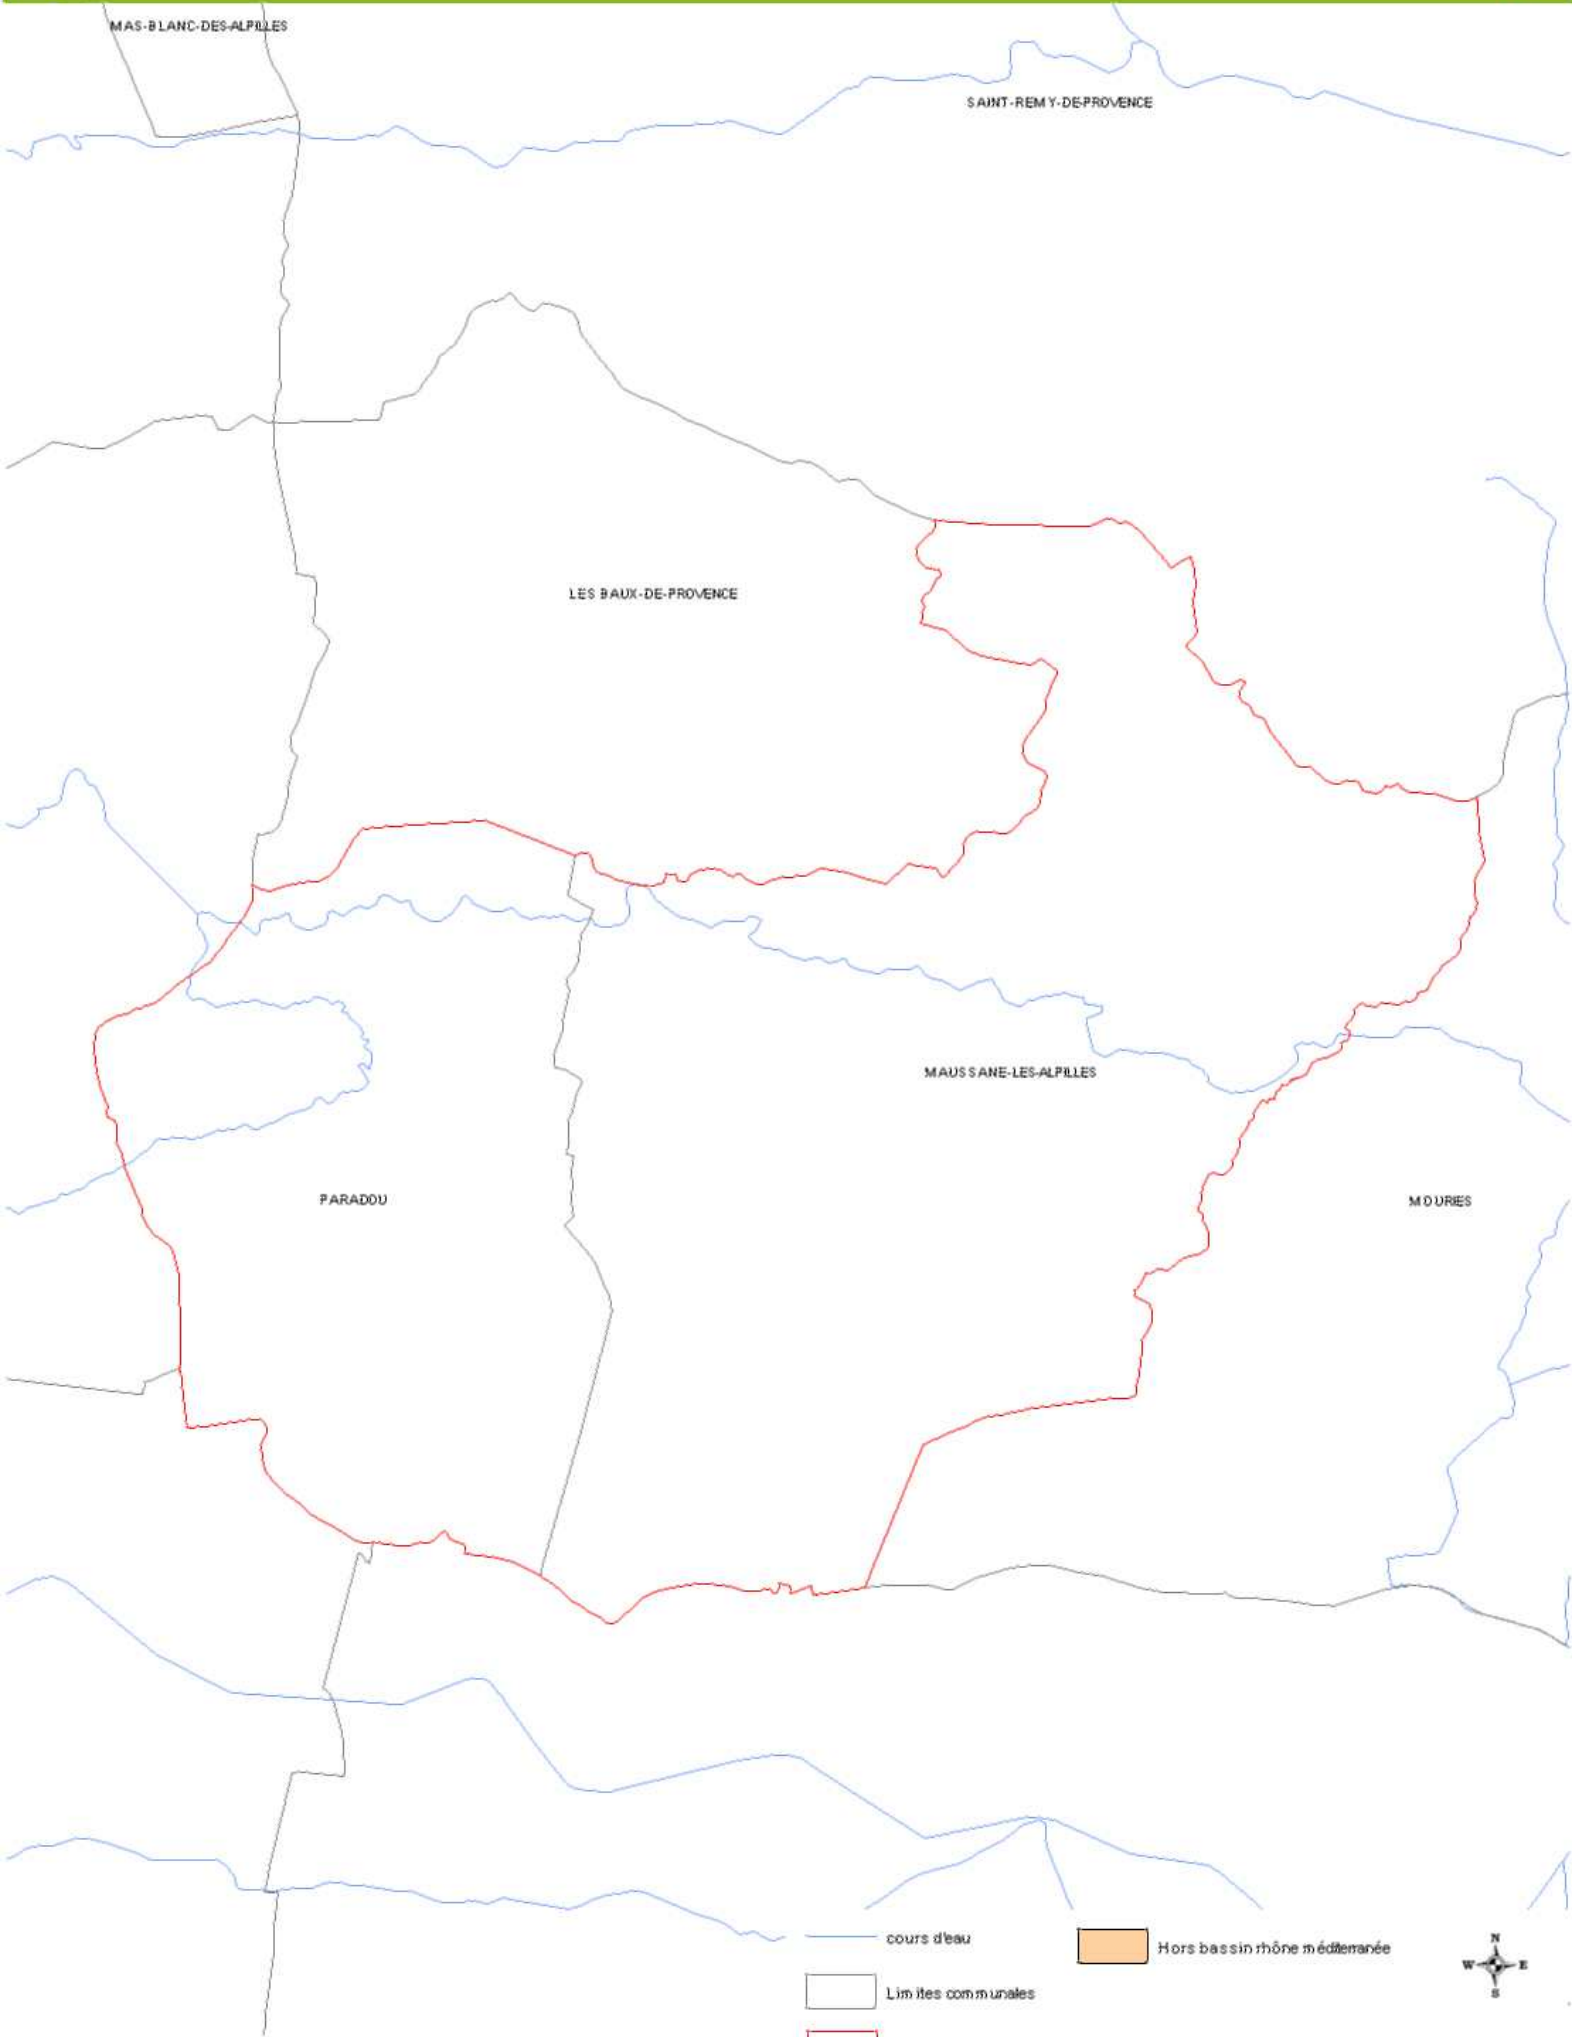 MAS-BLANC-DES-ALPILLES
SAINT-REMY-DE-PROVENCE
LES BAUX-DE-PROVENCE
MAUSSANE-LES-ALPILLES
PARADOU
MOURIES
cours d'eau
Hors bassin rhône méditerranée
Limites communales
N
W E
S